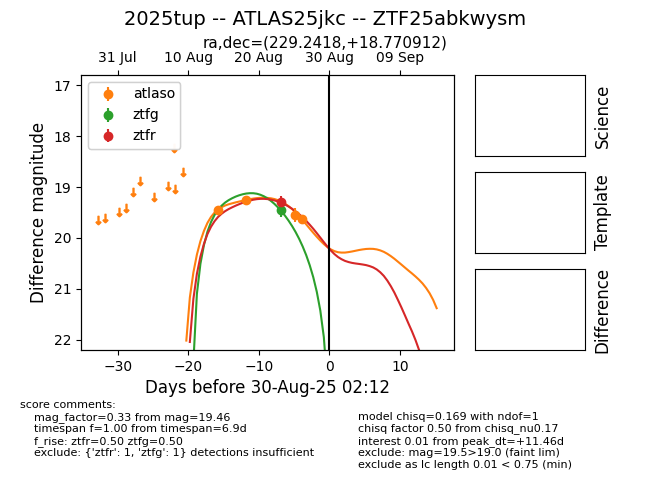 2025tup -- ATLAS25jkc -- ZTF25abkwysm
ra,dec=(229.2418,+18.770912)
31 Jul 10 Aug 20 Aug 30 Aug 09 Sep
atlaso
ztfg
ztfr
17
18
19
20
21
22
Difference magnitude
−30 −20 −10 0 10
Days before 30-Aug-25 02:12
Science
Template
Difference
score comments:
mag_factor=0.33 from mag=19.46
timespan f=1.00 from timespan=6.9d
f_rise: ztfr=0.50 ztfg=0.50
exclude: {'ztfr': 1, 'ztfg': 1} detections insufficient
model chisq=0.169 with ndof=1
chisq factor 0.50 from chisq_nu0.17
interest 0.01 from peak_dt=+11.46d
exclude: mag=19.5>19.0 (faint lim)
exclude as lc length 0.01 < 0.75 (min)